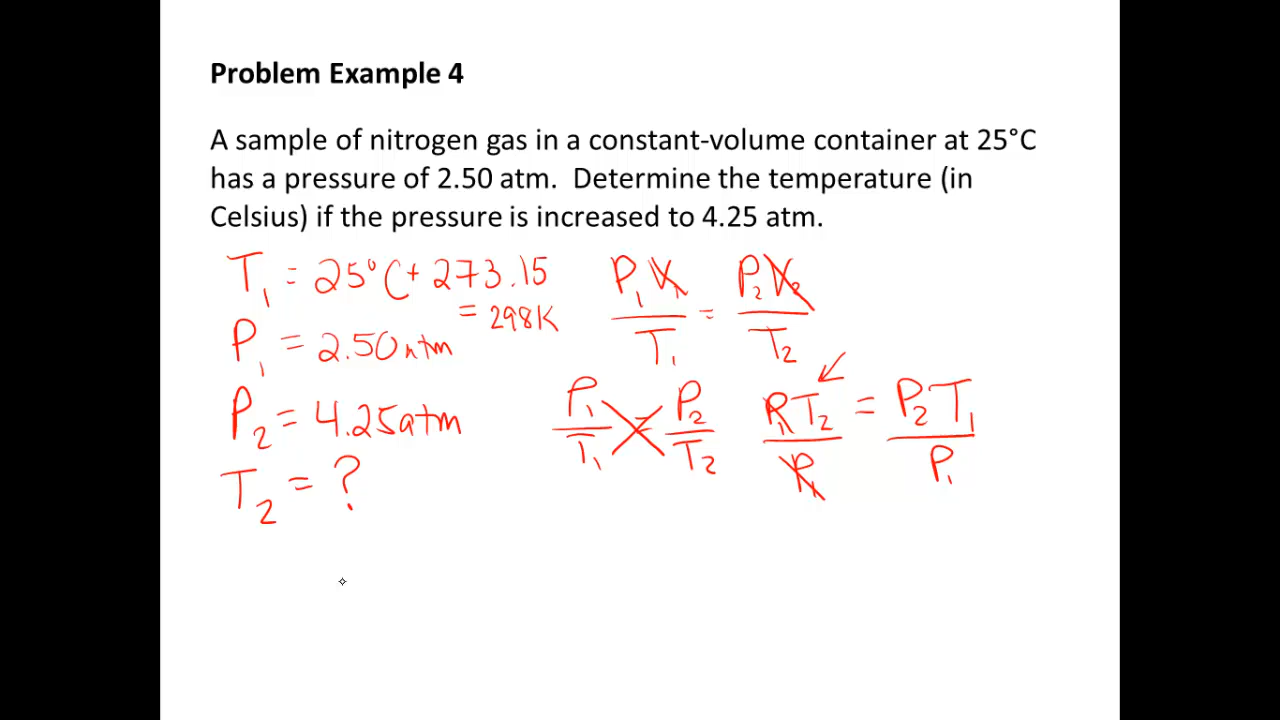 Problem Example 4
A sample of nitrogen gas in a constant-volume container at 25°C
has a pressure of 2.50 atm. Determine the temperature (in
Celsius) if the pressure is increased to 4.25 atm.
T₁ = 25°C + 273.15
= 298K
P₁ = 2.50 atm
P₂ = 4.25 atm
T₂ = ?
P₁V₁/T₁ = P₂V₂/T₂
P₁/T₁ = P₂/T₂
P₁T₂/P₁ = P₂T₁/P₁